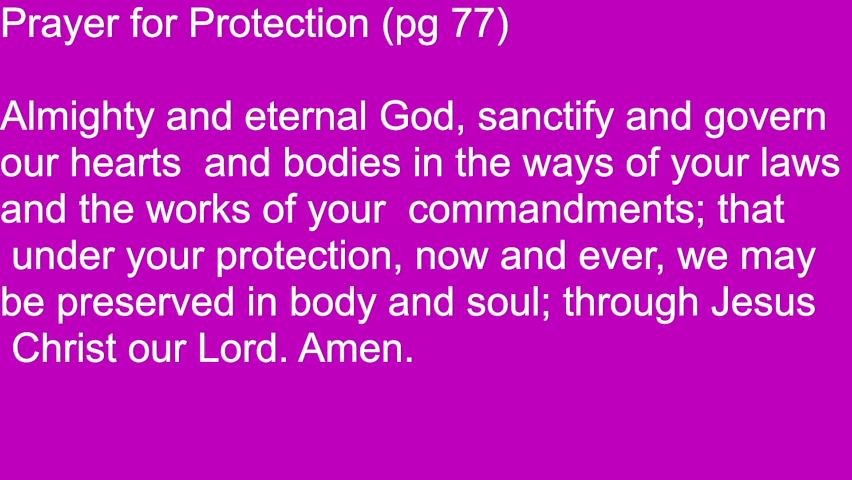 Prayer for Protection (pg 77)
Almighty and eternal God, sanctify and govern
our hearts  and bodies in the ways of your laws
and the works of your  commandments; that
 under your protection, now and ever, we may
be preserved in body and soul; through Jesus
 Christ our Lord. Amen.